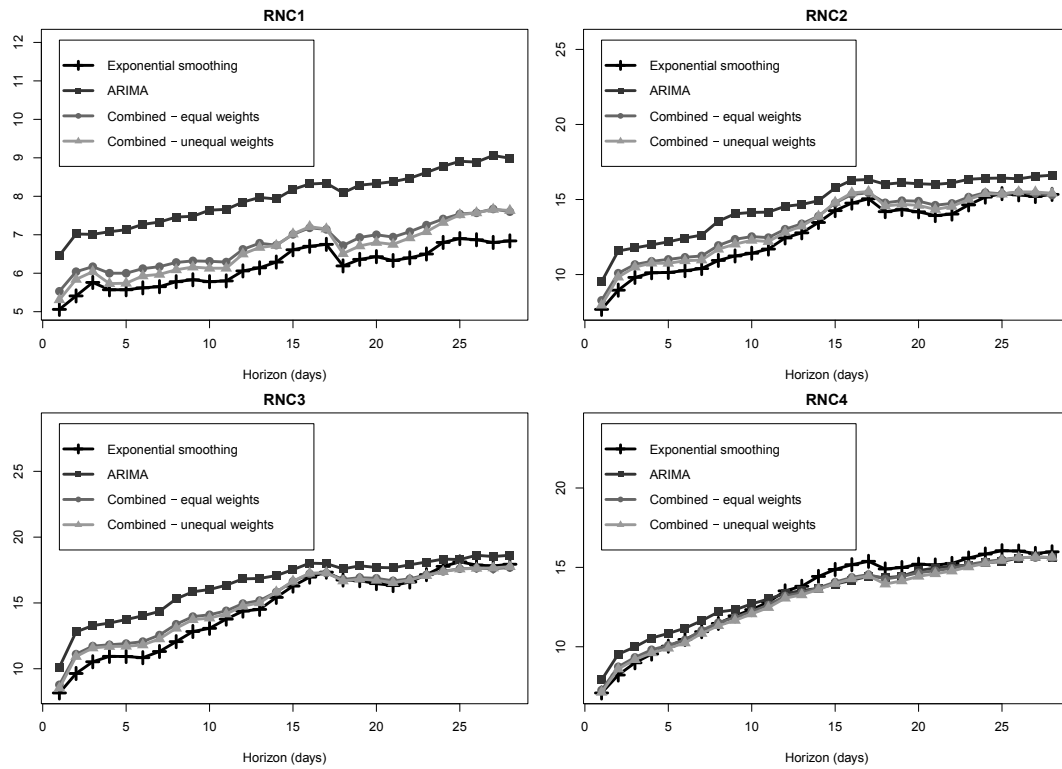 RNC1
12
11
10
9
8
7
6
5
Exponential smoothing
ARIMA
Combined − equal weights
Combined − unequal weights
0 5 10 15 20 25
Horizon (days)
RNC2
25
20
15
10
Exponential smoothing
ARIMA
Combined − equal weights
Combined − unequal weights
0 5 10 15 20 25
Horizon (days)
RNC3
25
20
15
10
Exponential smoothing
ARIMA
Combined − equal weights
Combined − unequal weights
0 5 10 15 20 25
Horizon (days)
RNC4
20
15
10
Exponential smoothing
ARIMA
Combined − equal weights
Combined − unequal weights
0 5 10 15 20 25
Horizon (days)